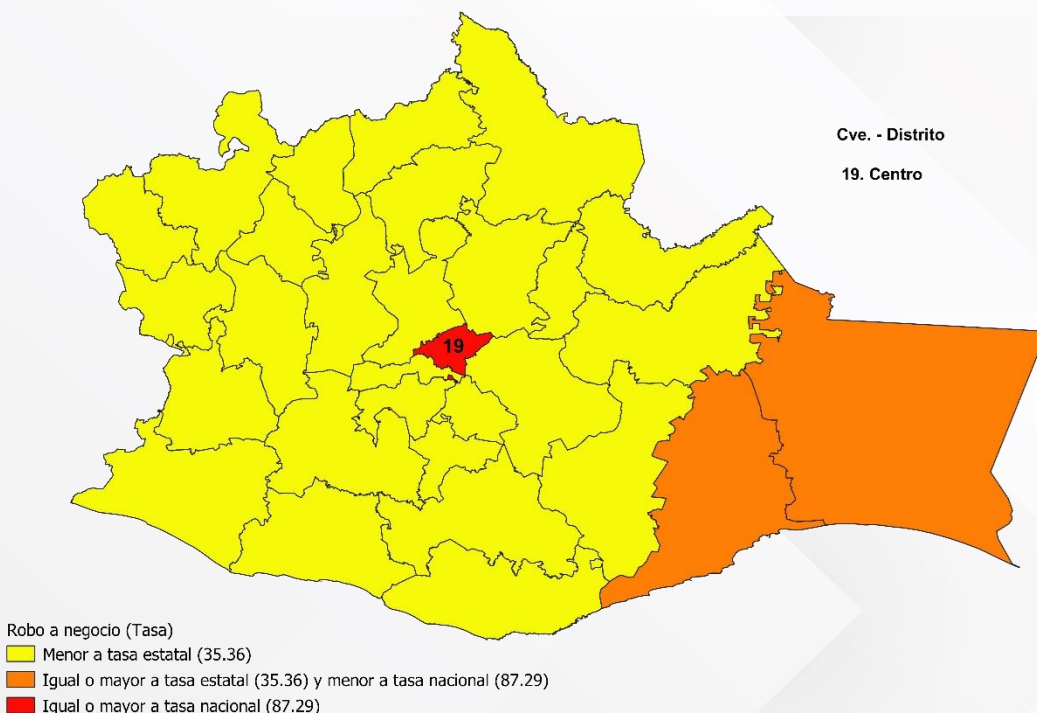 Cve. - Distrito
19. Centro
19
Robo a negocio (Tasa)
Menor a tasa estatal (35.36)
Igual o mayor a tasa estatal (35.36) y menor a tasa nacional (87.29)
Igual o mayor a tasa nacional (87.29)